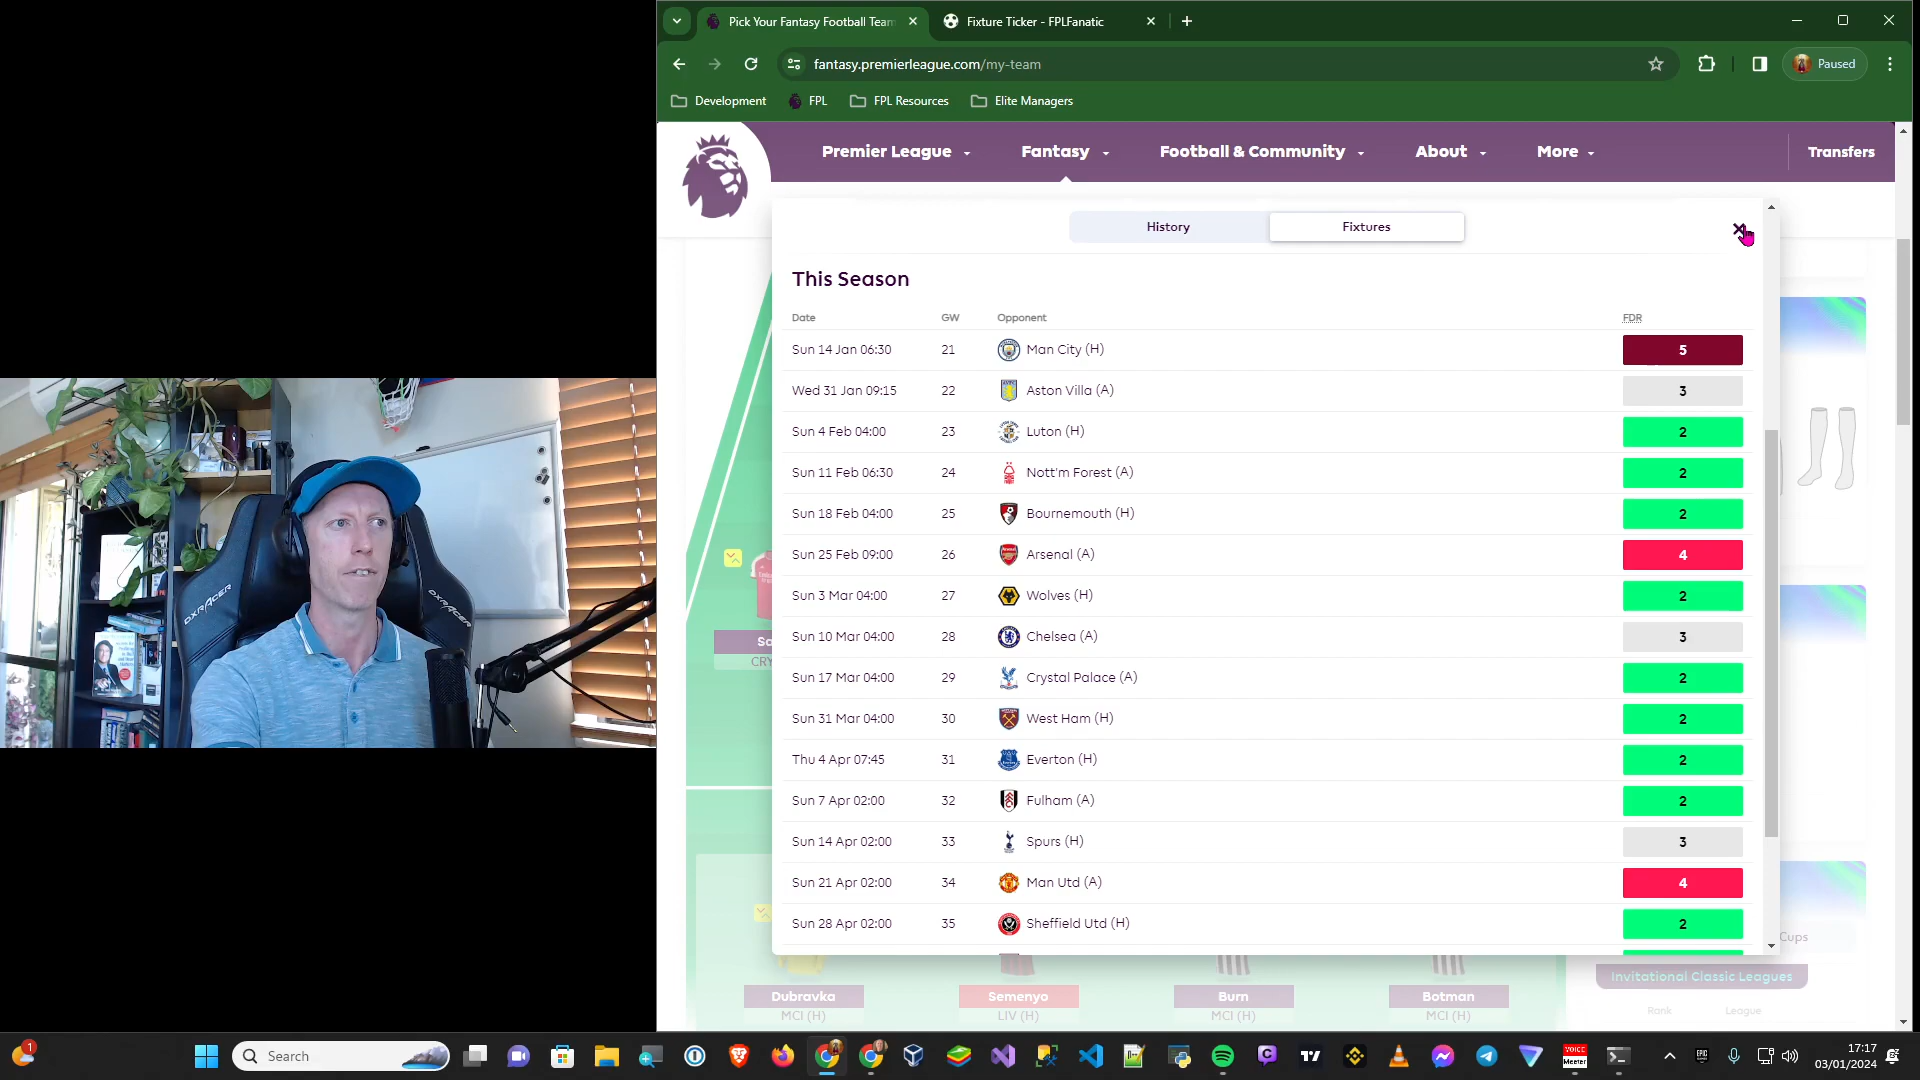 Pick Your Fantasy Football Team
Fixture Ticker - FPLFanatic
fantasy.premierleague.com/my-team
Paused
Development
FPL
FPL Resources
Elite Managers
Premier League
Fantasy
Football & Community
About
More
Transfers
History
Fixtures
This Season
Date GW Opponent FDR
Sun 14 Jan 06:30 21 Man City (H) 5
Wed 31 Jan 09:15 22 Aston Villa (A) 3
Sun 4 Feb 04:00 23 Luton (H) 2
Sun 11 Feb 06:30 24 Nott'm Forest (A) 2
Sun 18 Feb 04:00 25 Bournemouth (H) 2
Sun 25 Feb 09:00 26 Arsenal (A) 4
Sun 3 Mar 04:00 27 Wolves (H) 2
Sun 10 Mar 04:00 28 Chelsea (A) 3
Sun 17 Mar 04:00 29 Crystal Palace (A) 2
Sun 31 Mar 04:00 30 West Ham (H) 2
Thu 4 Apr 07:45 31 Everton (H) 2
Sun 7 Apr 02:00 32 Fulham (A) 2
Sun 14 Apr 02:00 33 Spurs (H) 3
Sun 21 Apr 02:00 34 Man Utd (A) 4
Sun 28 Apr 02:00 35 Sheffield Utd (H) 2
Cups
Invitational Classic Leagues
Rank League
Dubravka
MCI (H)
Semenyo
LIV (H)
Burn
MCI (H)
Botman
MCI (H)
DXRACER
DXRACER
1
Search
VOICE
Meeter
17:17
03/01/2024